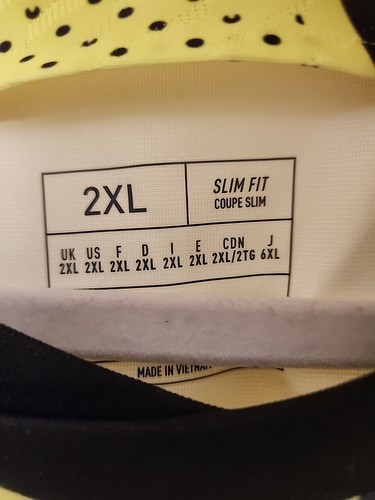 2XL
SLIM FIT
COUPE SLIM
UK US F D I E CDN J
2XL 2XL 2XL 2XL 2XL 2XL 2XL/2TG 6XL
MADE IN VIETNAM